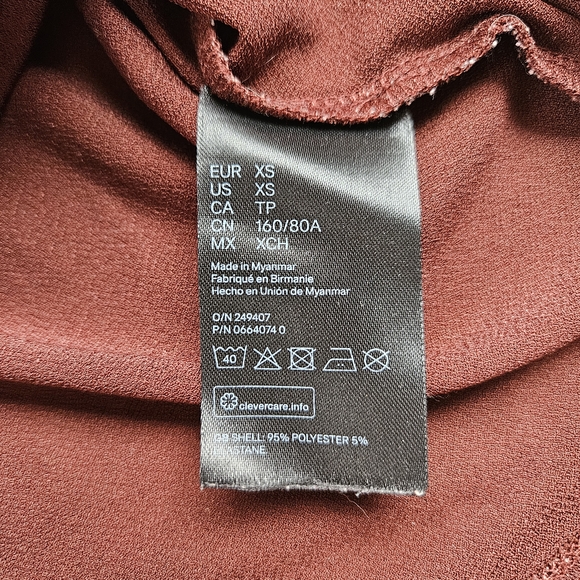 EUR XS
US XS
CA TP
CN 160/80A
MX XCH
Made in Myanmar
Fabriqué en Birmanie
Hecho en Unión de Myanmar
O/N 249407
P/N 0664074 0
40
clevercare.info
GB SHELL: 95% POLYESTER 5%
ELASTANE